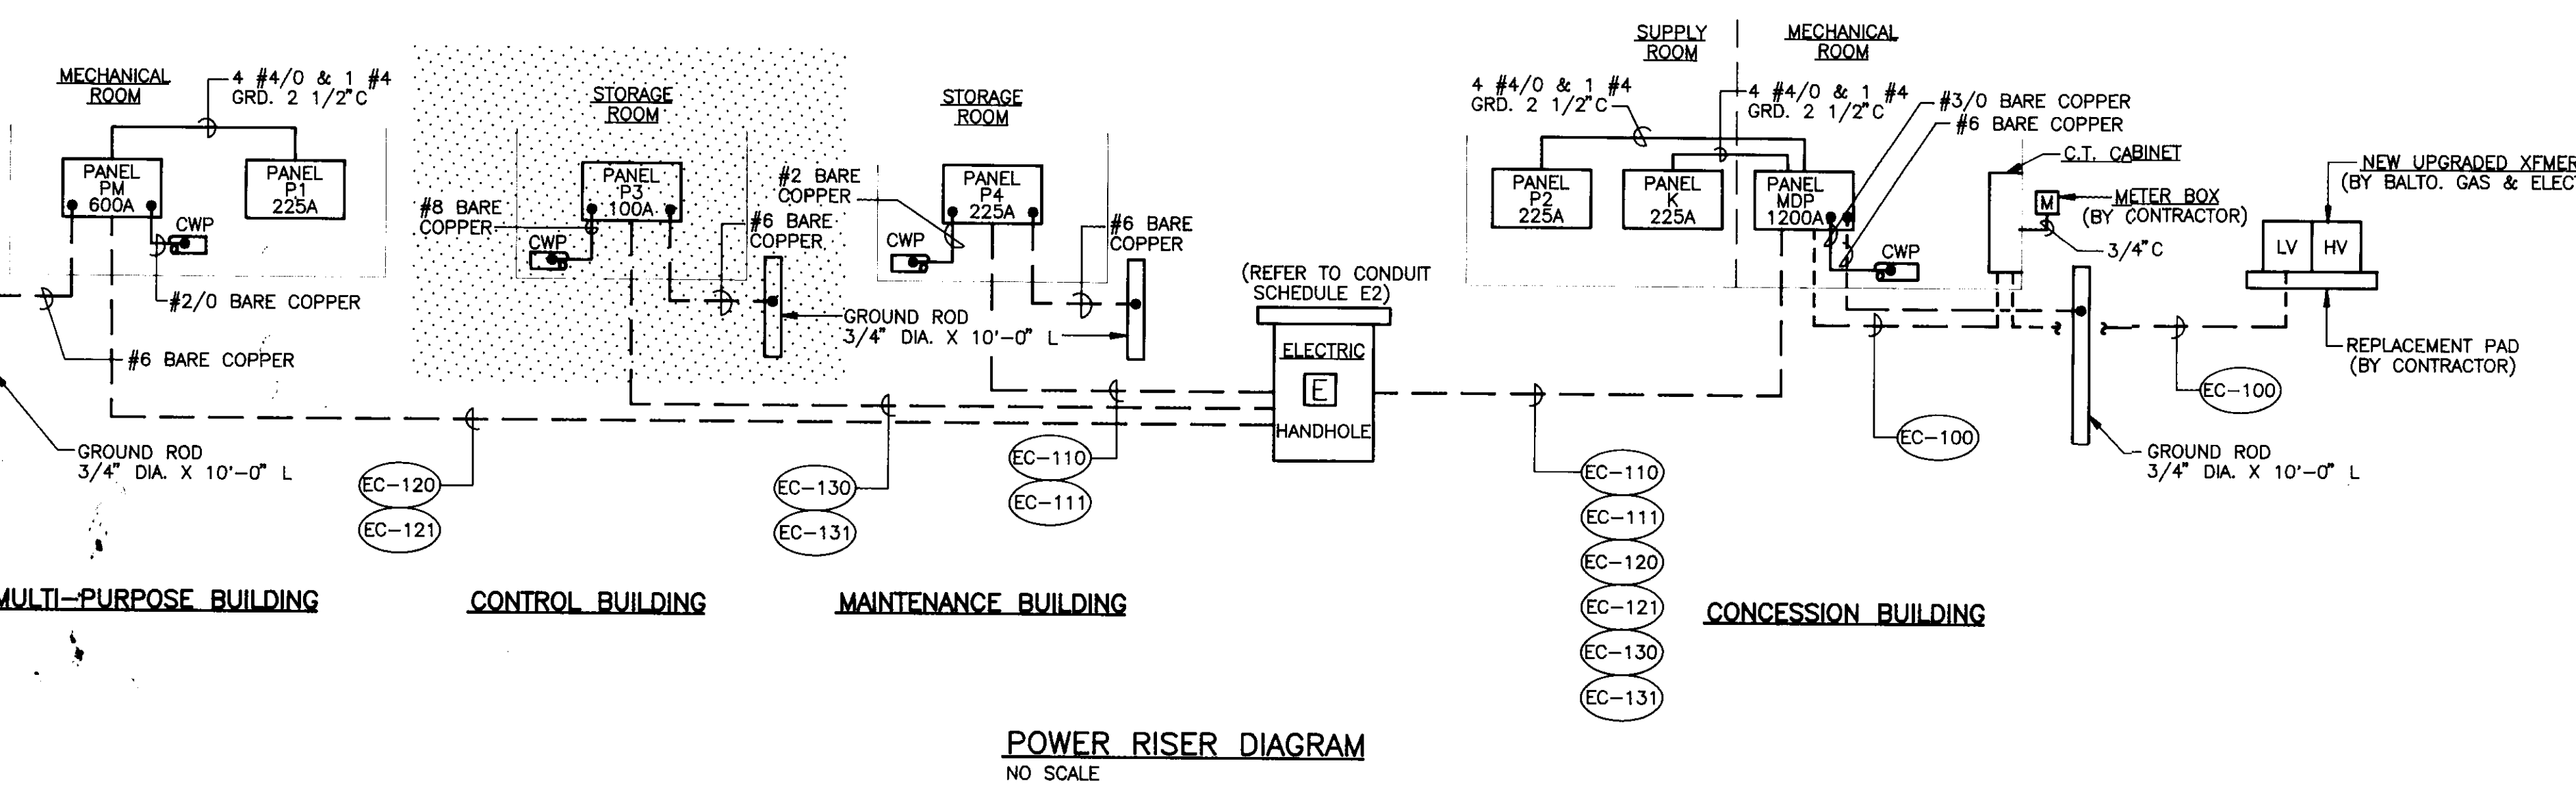 MECHANICAL
ROOM
4 #4/0 & 1 #4
GRD. 2 1/2"C
PANEL
PM
600A
PANEL
P1
225A
CWP
#2/0 BARE COPPER
#6 BARE COPPER
GROUND ROD
3/4" DIA. X 10'-0" L
EC-120
EC-121
MULTI-PURPOSE BUILDING
STORAGE
ROOM
PANEL
P3
100A
#8 BARE
COPPER
CWP
#6 BARE
COPPER
GROUND ROD
3/4" DIA. X 10'-0" L
EC-130
EC-131
CONTROL BUILDING
STORAGE
ROOM
#2 BARE
COPPER
PANEL
P4
225A
CWP
#6 BARE
COPPER
EC-110
EC-111
MAINTENANCE BUILDING
(REFER TO CONDUIT
SCHEDULE E2)
ELECTRIC
E
HANDHOLE
SUPPLY
ROOM
MECHANICAL
ROOM
4 #4/0 & 1 #4
GRD. 2 1/2"C
4 #4/0 & 1 #4
GRD. 2 1/2"C
#3/0 BARE COPPER
#6 BARE COPPER
PANEL
P2
225A
PANEL
K
225A
PANEL
MDP
1200A
CWP
C.T. CABINET
M
METER BOX
(BY CONTRACTOR)
3/4"C
NEW UPGRADED XFMER
(BY BALTO. GAS & ELECT
LV
HV
REPLACEMENT PAD
(BY CONTRACTOR)
EC-100
EC-100
GROUND ROD
3/4" DIA. X 10'-0" L
EC-110
EC-111
EC-120
EC-121
EC-130
EC-131
CONCESSION BUILDING
POWER RISER DIAGRAM
NO SCALE